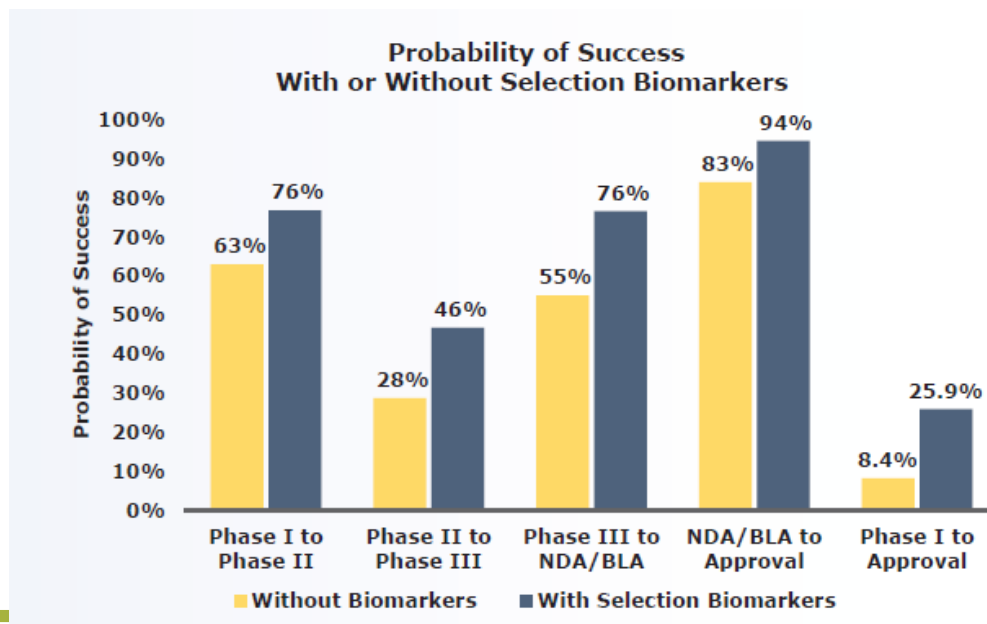 Probability of Success
With or Without Selection Biomarkers
Probability of Success
100%
90%
80%
70%
60%
50%
40%
30%
20%
10%
0%
63%
76%
28%
46%
55%
76%
83%
94%
8.4%
25.9%
Phase I to
Phase II
Phase II to
Phase III
Phase III to
NDA/BLA
NDA/BLA to
Approval
Phase I to
Approval
Without Biomarkers
With Selection Biomarkers